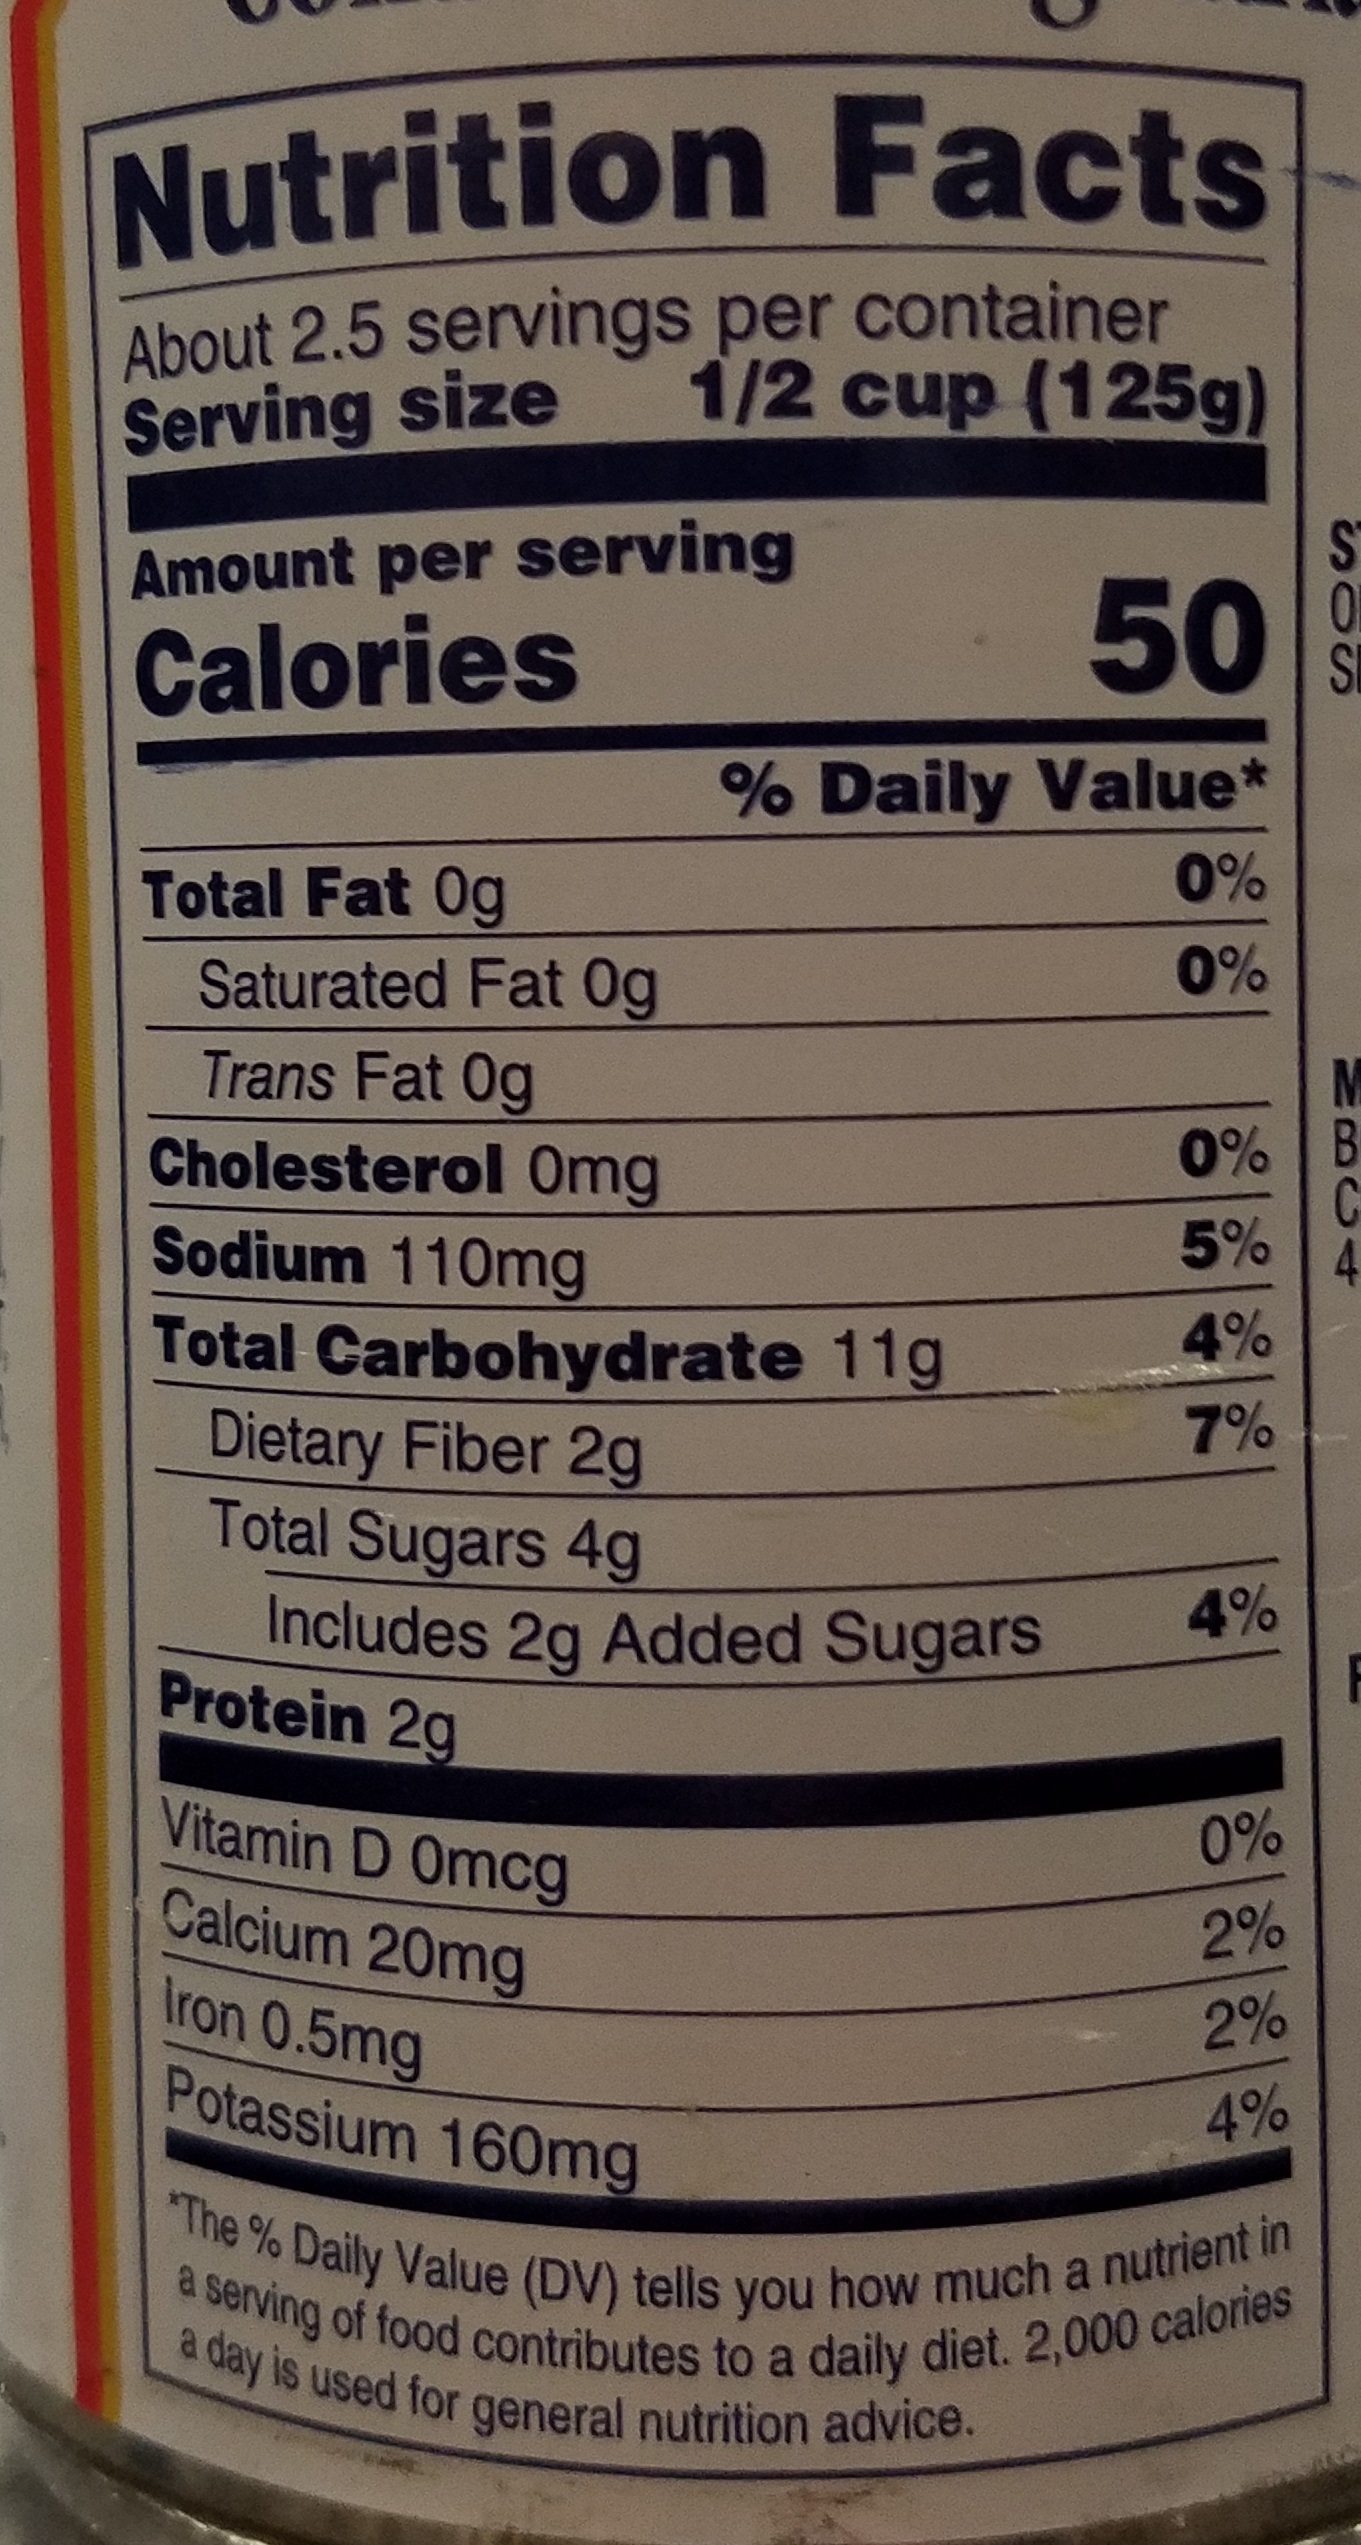 Nutrition Facts
About 2.5 servings per container
Serving size 1/2 cup (125g)
Amount per serving
Calories 50
% Daily Value*
Total Fat 0g 0%
Saturated Fat 0g 0%
Trans Fat 0g
Cholesterol 0mg 0%
Sodium 110mg 5%
Total Carbohydrate 11g 4%
Dietary Fiber 2g 7%
Total Sugars 4g
Includes 2g Added Sugars 4%
Protein 2g
Vitamin D 0mcg 0%
Calcium 20mg 2%
Iron 0.5mg 2%
Potassium 160mg 4%
*The % Daily Value (DV) tells you how much a nutrient in
a serving of food contributes to a daily diet. 2,000 calories
a day is used for general nutrition advice.